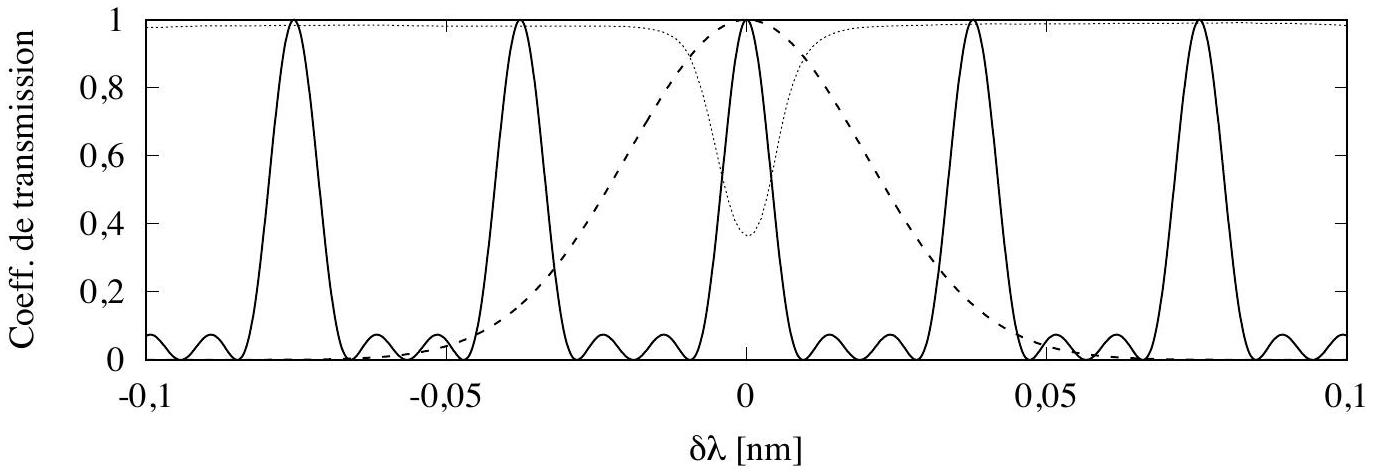 Coeff. de transmission
1
0,8
0,6
0,4
0,2
0
-0,1 -0,05 0 0,05 0,1
δλ [nm]